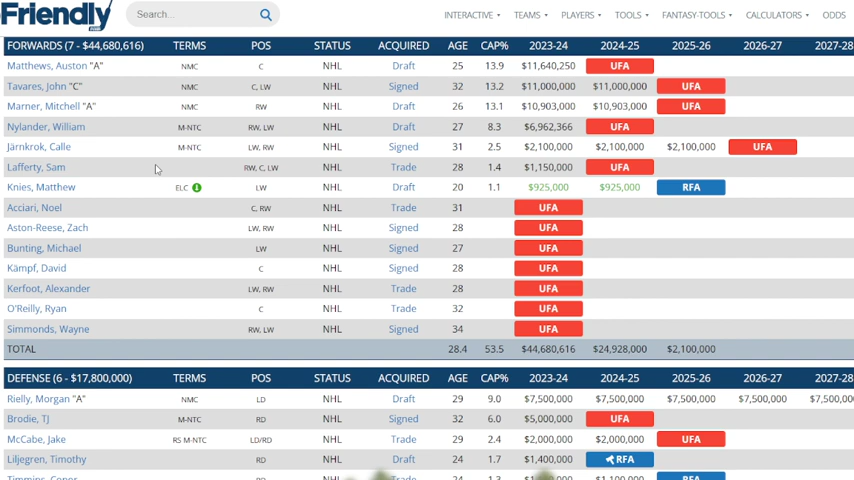 Friendly Search... INTERACTIVE TEAMS PLAYERS TOOLS FANTASY-TOOLS CALCULATORS ODDS
FORWARDS (7 - $44,680,616) TERMS POS STATUS ACQUIRED AGE CAP% 2023-24 2024-25 2025-26 2026-27 2027-28
Matthews, Auston "A" NMC C NHL Draft 25 13.9 $11,640,250 UFA
Tavares, John "C" NMC C, LW NHL Signed 32 13.2 $11,000,000 $11,000,000 UFA
Marner, Mitchell "A" NMC RW NHL Draft 26 13.1 $10,903,000 $10,903,000 UFA
Nylander, William M-NTC RW, LW NHL Draft 27 8.3 $6,962,366 UFA
Järnkrok, Calle M-NTC LW, RW NHL Signed 31 2.5 $2,100,000 $2,100,000 $2,100,000 UFA
Lafferty, Sam RW, C, LW NHL Trade 28 1.4 $1,150,000 UFA
Knies, Matthew ELC LW NHL Draft 20 1.1 $925,000 $925,000 RFA
Acciari, Noel C, RW NHL Trade 31 UFA
Aston-Reese, Zach LW, RW NHL Signed 28 UFA
Bunting, Michael LW NHL Signed 27 UFA
Kämpf, David C NHL Signed 28 UFA
Kerfoot, Alexander LW, RW NHL Trade 28 UFA
O'Reilly, Ryan C NHL Trade 32 UFA
Simmonds, Wayne RW, LW NHL Signed 34 UFA
TOTAL 28.4 53.5 $44,680,616 $24,928,000 $2,100,000
DEFENSE (6 - $17,800,000) TERMS POS STATUS ACQUIRED AGE CAP% 2023-24 2024-25 2025-26 2026-27 2027-28
Rielly, Morgan "A" NMC LD NHL Draft 29 9.0 $7,500,000 $7,500,000 $7,500,000 $7,500,000 $7,500,00
Brodie, TJ M-NTC RD NHL Signed 32 6.0 $5,000,000 UFA
McCabe, Jake RS M-NTC LD/RD NHL Trade 29 2.4 $2,000,000 $2,000,000 UFA
Liljegren, Timothy RD NHL Draft 24 1.7 $1,400,000 RFA